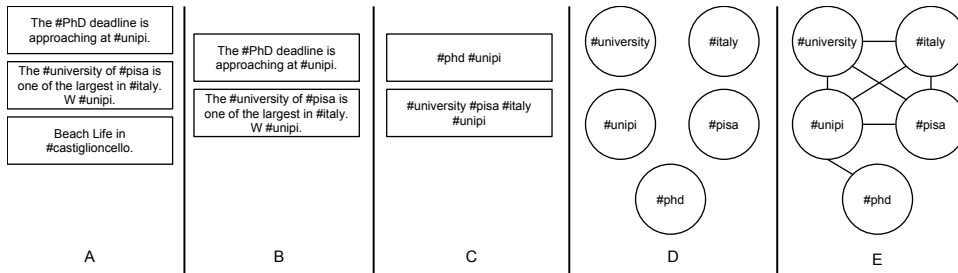 The #PhD deadline is
approaching at #unipi.
The #university of #pisa is
one of the largest in #italy.
W #unipi.
Beach Life in
#castiglioncello.
A
The #PhD deadline is
approaching at #unipi.
The #university of #pisa is
one of the largest in #italy.
W #unipi.
B
#phd #unipi
#university #pisa #italy
#unipi
C
#university
#italy
#unipi
#pisa
#phd
D
#university
#italy
#unipi
#pisa
#phd
E